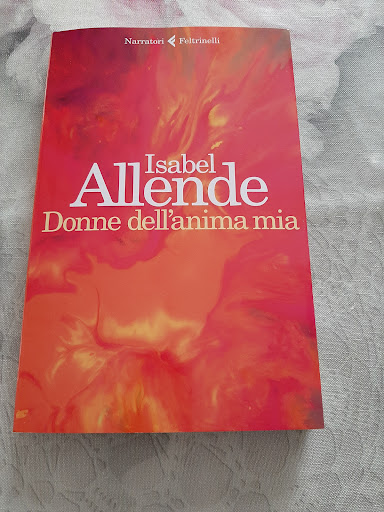 Narratori Feltrinelli
Isabel
Allende
Donne dell'anima mia